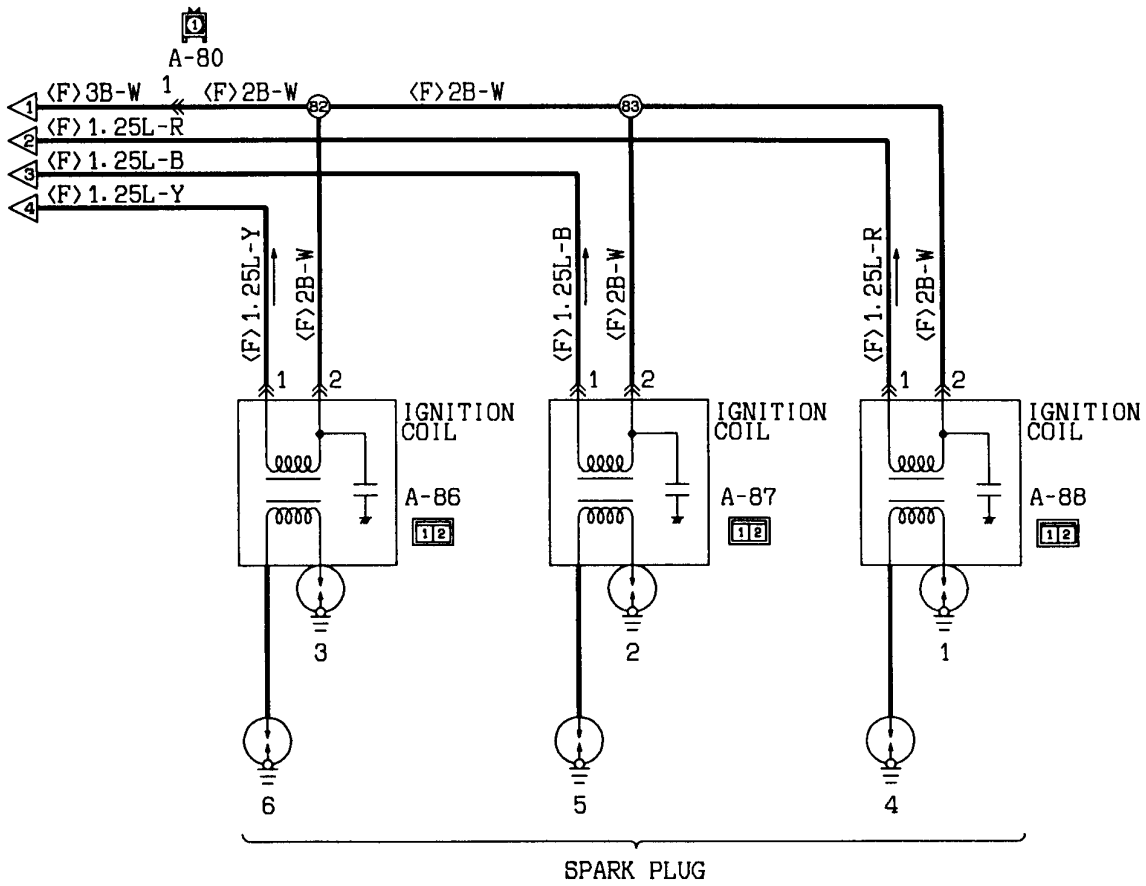 1
A-80
1
<F>3B-W <F>2B-W <F>2B-W
1 82 83
<F>1.25L-R
2
<F>1.25L-B
3
<F>1.25L-Y
4
<F>1.25L-Y
<F>2B-W
<F>1.25L-B
<F>2B-W
<F>1.25L-R
<F>2B-W
1 2 1 2 1 2
IGNITION COIL
A-86
1 2
IGNITION COIL
A-87
1 2
IGNITION COIL
A-88
1 2
3 2 1
6 5 4
SPARK PLUG